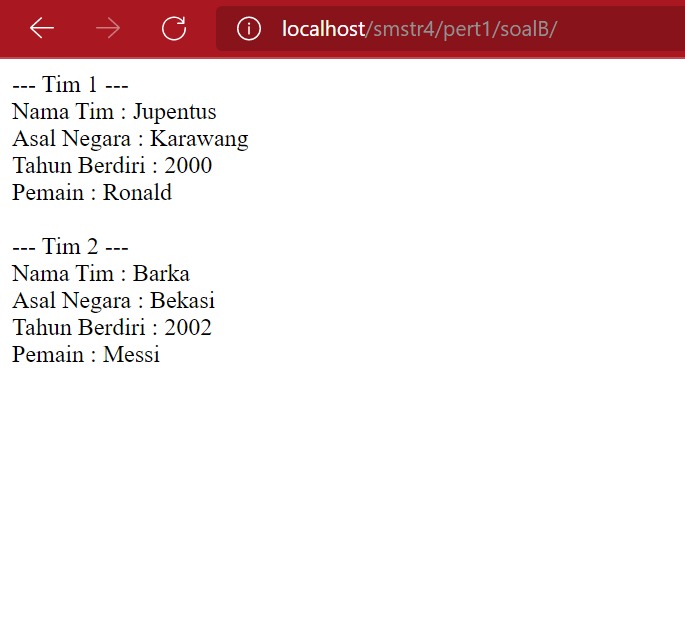 localhost/smstr4/pert1/soalB/
--- Tim 1 ---
Nama Tim : Jupentus
Asal Negara : Karawang
Tahun Berdiri : 2000
Pemain : Ronald
--- Tim 2 ---
Nama Tim : Barka
Asal Negara : Bekasi
Tahun Berdiri : 2002
Pemain : Messi